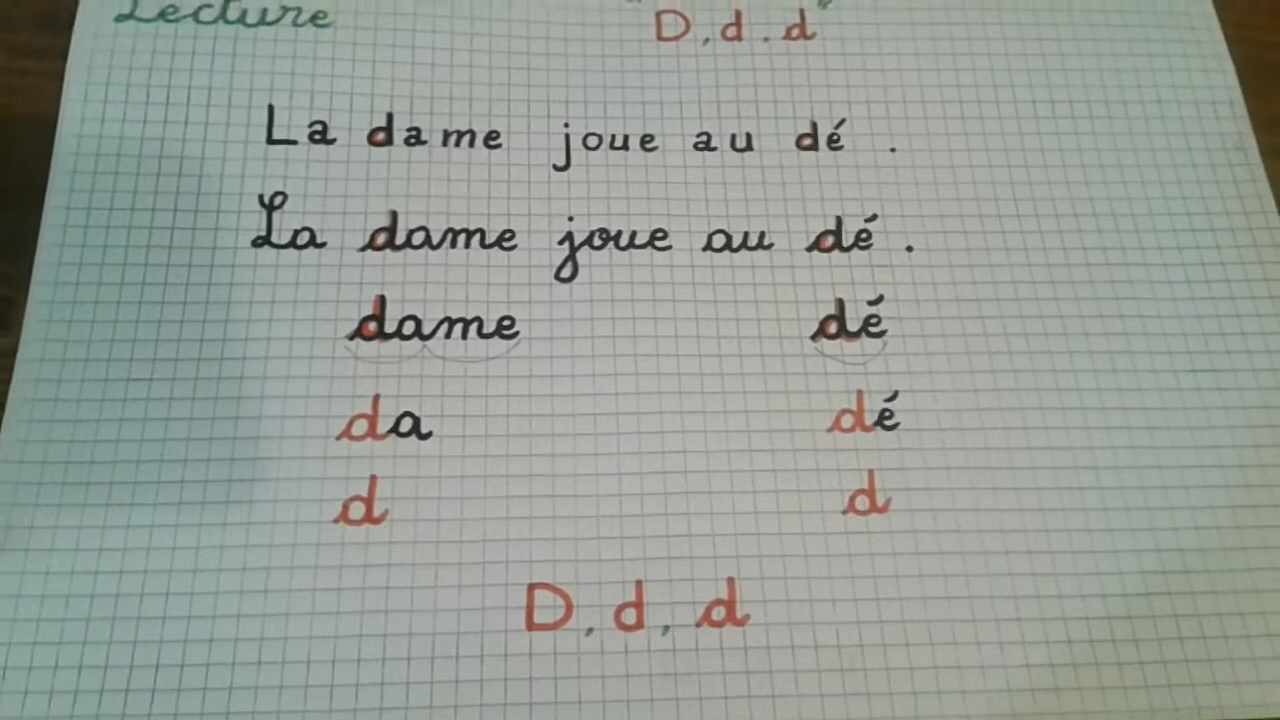 Lecture "D, d, d"
La dame joue au dé.
La dame joue au dé.
dame dé
da dé
d d
D, d, d